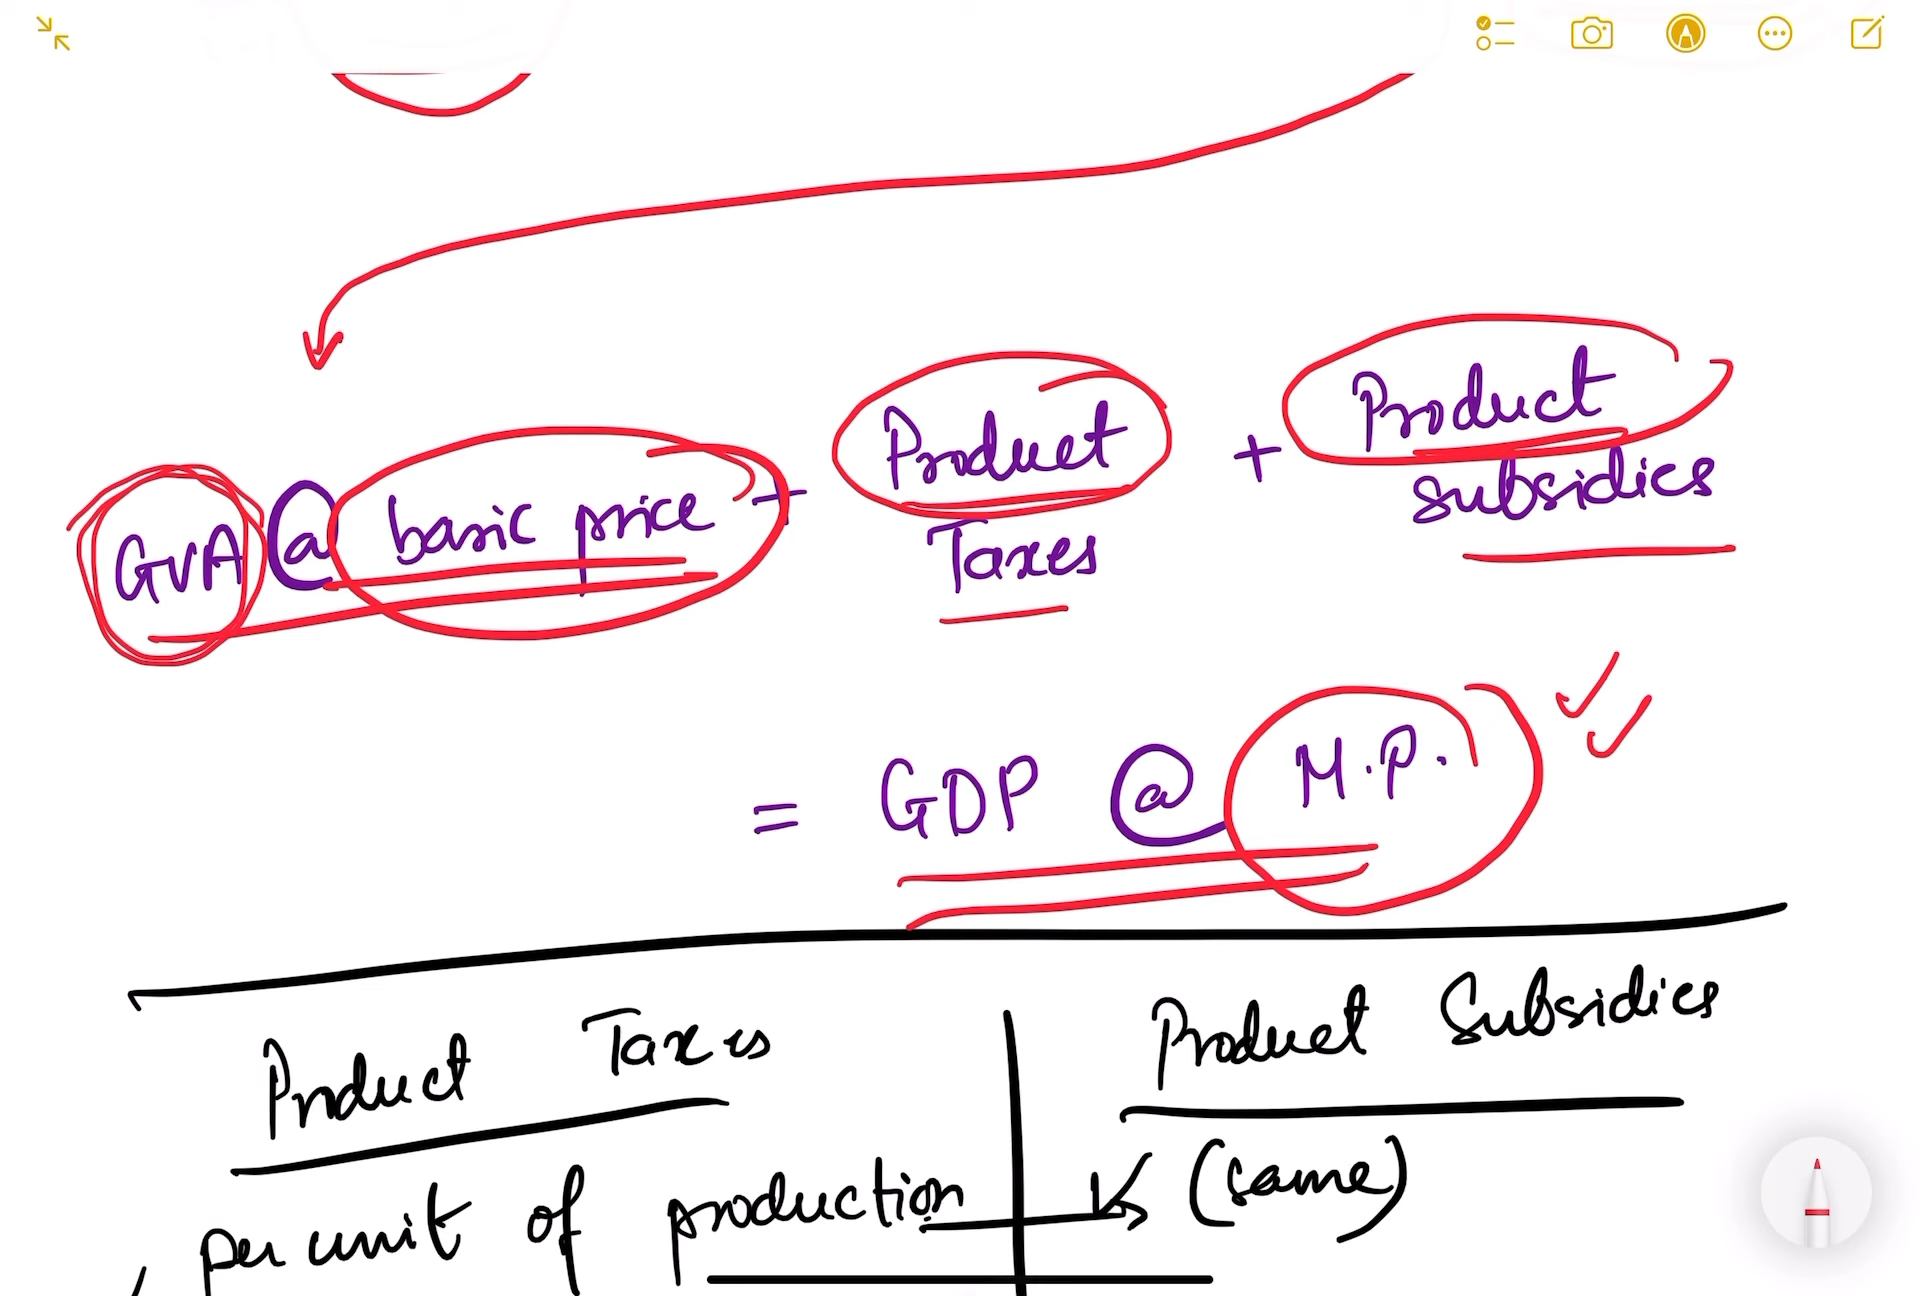 GVA @ basic price + Product Taxes + Product subsidies
= GDP @ M.P.
Product Taxes
Product Subsidies
per unit of production
(same)